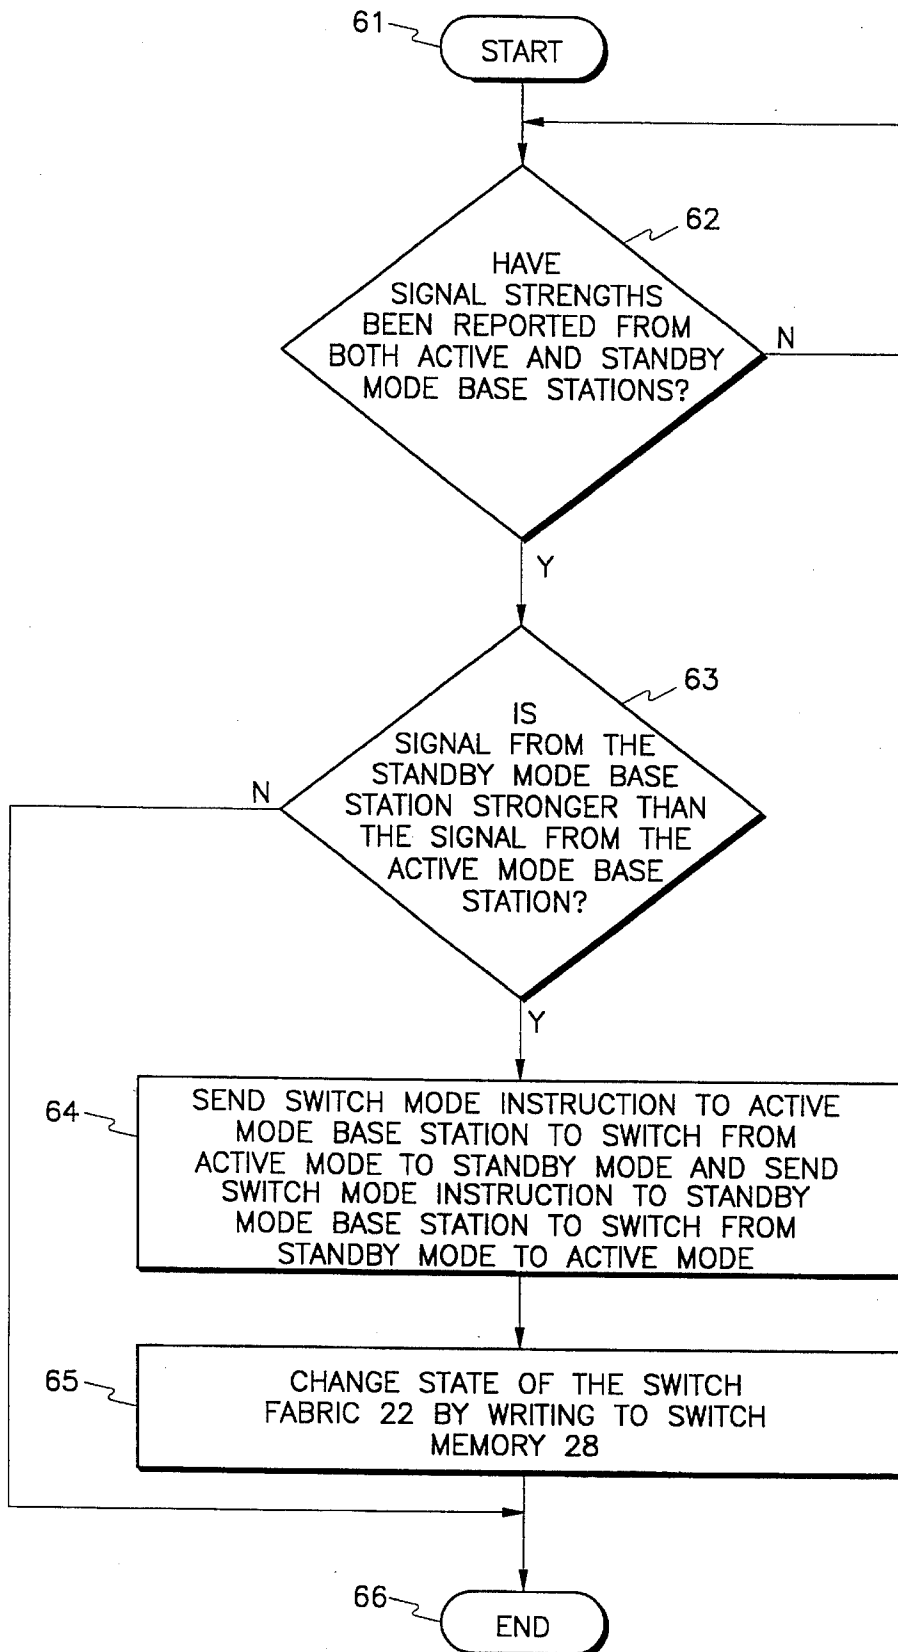 61
START
62
HAVE
SIGNAL STRENGTHS
BEEN REPORTED FROM
BOTH ACTIVE AND STANDBY
MODE BASE STATIONS?
N
Y
63
IS
SIGNAL FROM THE
STANDBY MODE BASE
STATION STRONGER THAN
THE SIGNAL FROM THE
ACTIVE MODE BASE
STATION?
N
Y
64
SEND SWITCH MODE INSTRUCTION TO ACTIVE
MODE BASE STATION TO SWITCH FROM
ACTIVE MODE TO STANDBY MODE AND SEND
SWITCH MODE INSTRUCTION TO STANDBY
MODE BASE STATION TO SWITCH FROM
STANDBY MODE TO ACTIVE MODE
65
CHANGE STATE OF THE SWITCH
FABRIC 22 BY WRITING TO SWITCH
MEMORY 28
66
END